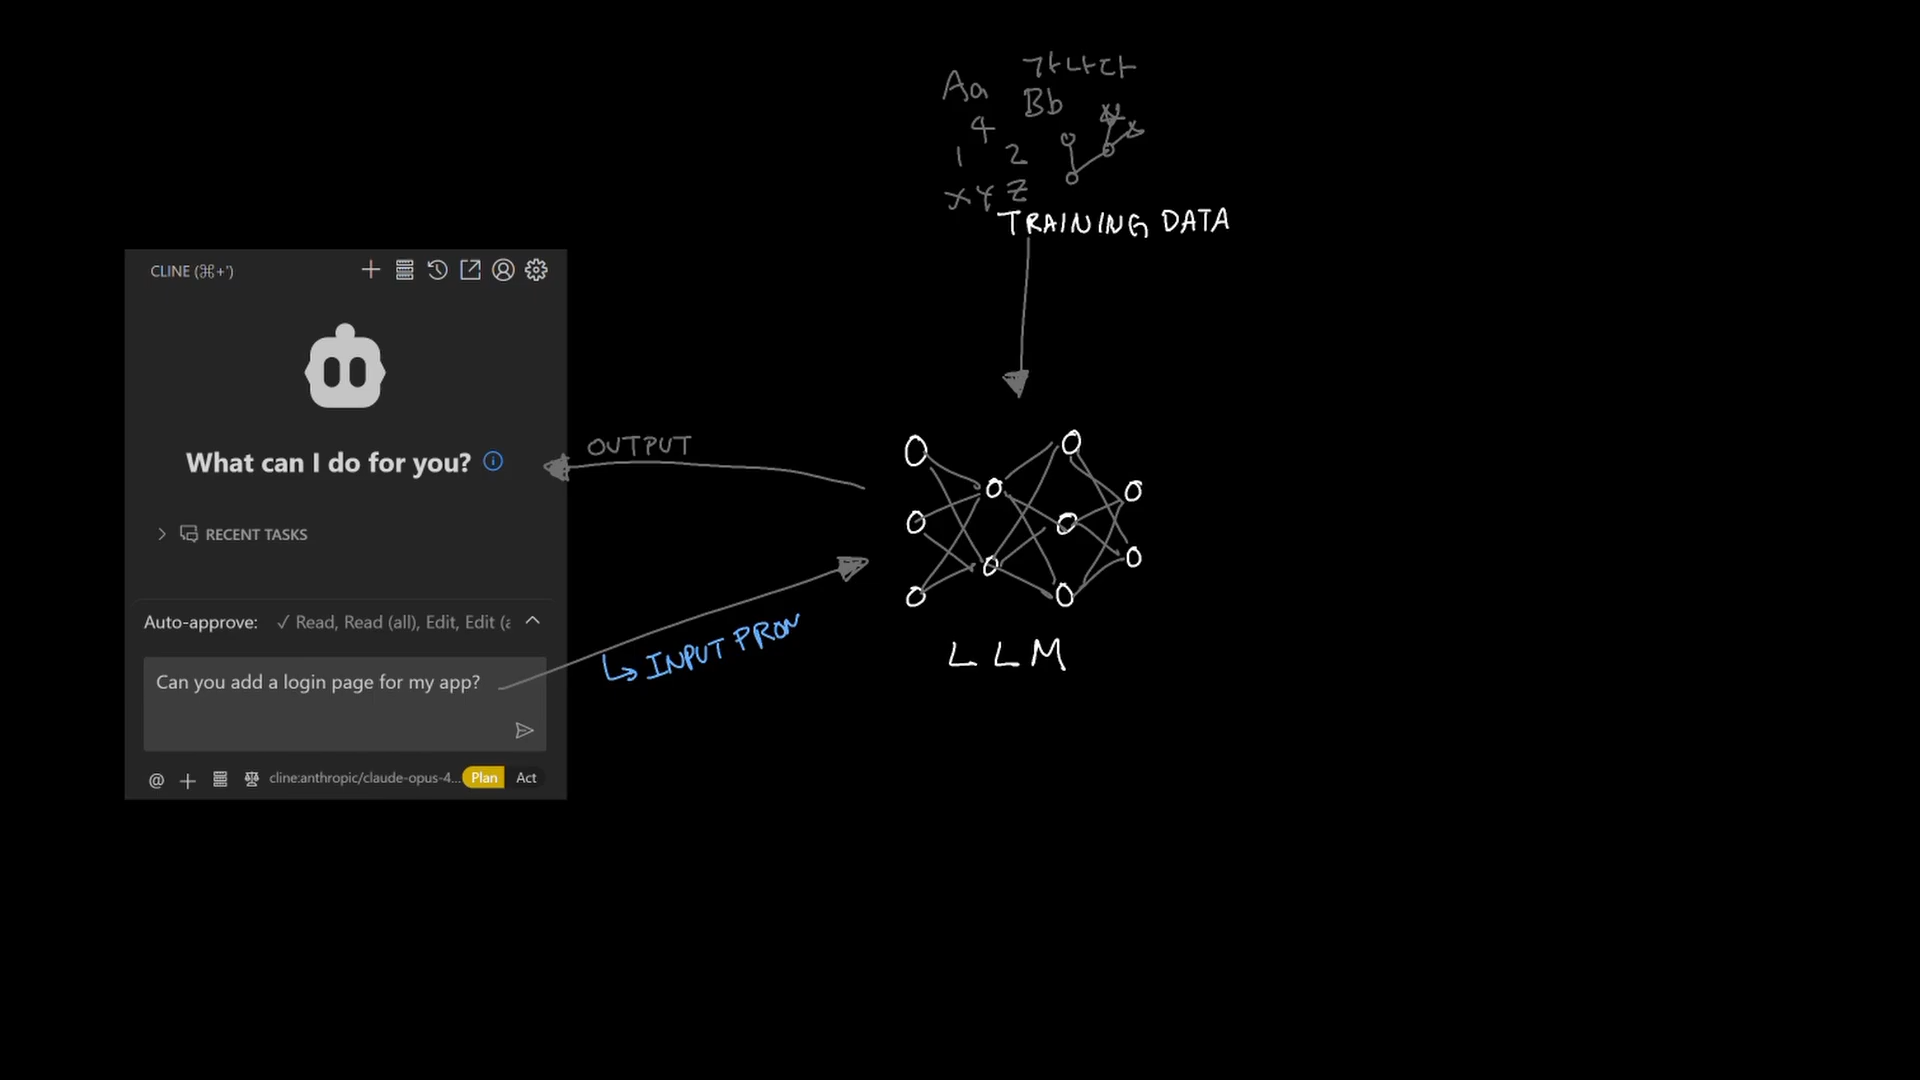 가나다
Aa
Bb
4
1 2
X Y Z
TRAINING DATA
CLINE (⌘+')
What can I do for you?
OUTPUT
RECENT TASKS
Auto-approve: ✓ Read, Read (all), Edit, Edit (a
INPUT PROM
LLM
Can you add a login page for my app?
@ + cline:anthropic/claude-opus-4... Plan Act